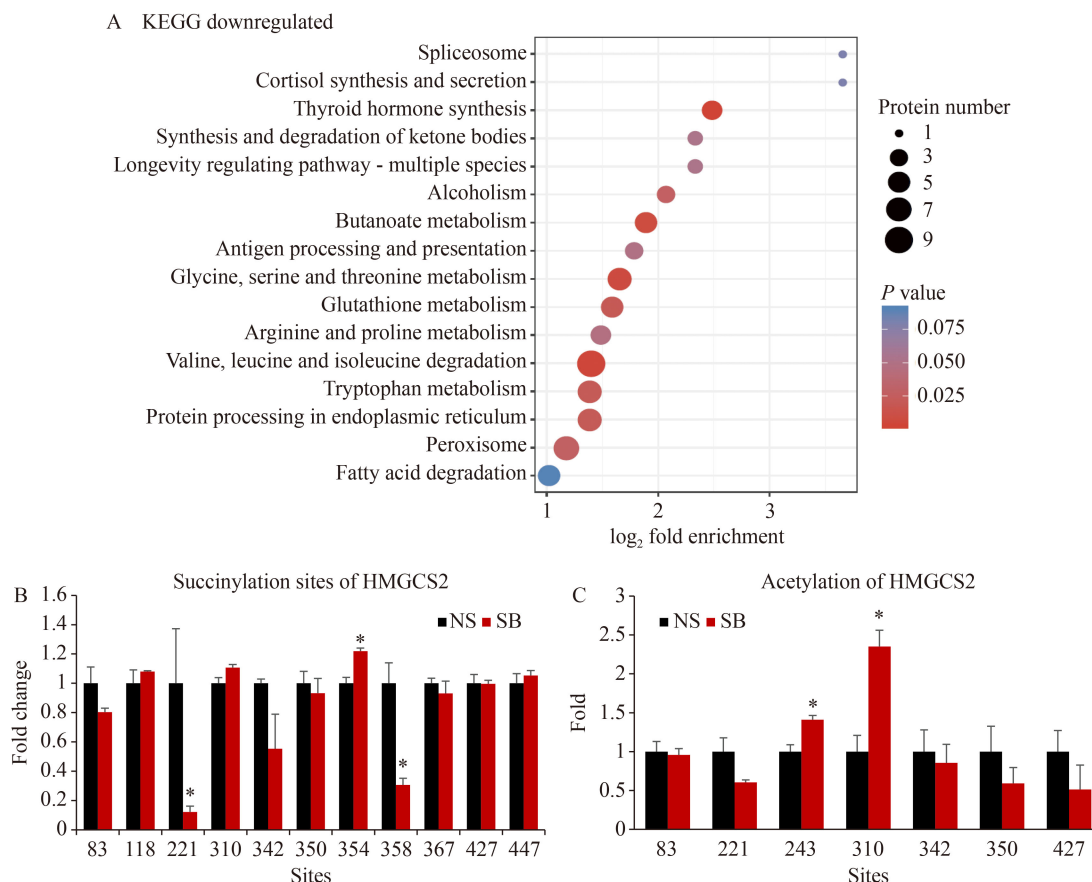 A KEGG downregulated
Spliceosome
Cortisol synthesis and secretion
Thyroid hormone synthesis
Synthesis and degradation of ketone bodies
Longevity regulating pathway - multiple species
Alcoholism
Butanoate metabolism
Antigen processing and presentation
Glycine, serine and threonine metabolism
Glutathione metabolism
Arginine and proline metabolism
Valine, leucine and isoleucine degradation
Tryptophan metabolism
Protein processing in endoplasmic reticulum
Peroxisome
Fatty acid degradation
1 2 3
log₂ fold enrichment
Protein number
1
3
5
7
9
P value
0.075
0.050
0.025
B Succinylation sites of HMGCS2
NS SB
Fold change
1.6
1.4
1.2
1
0.8
0.6
0.4
0.2
0
* * *
83 118 221 310 342 350 354 358 367 427 447
Sites
C Acetylation of HMGCS2
NS SB
Fold
3
2.5
2
1.5
1
0.5
0
* *
83 221 243 310 342 350 427
Sites